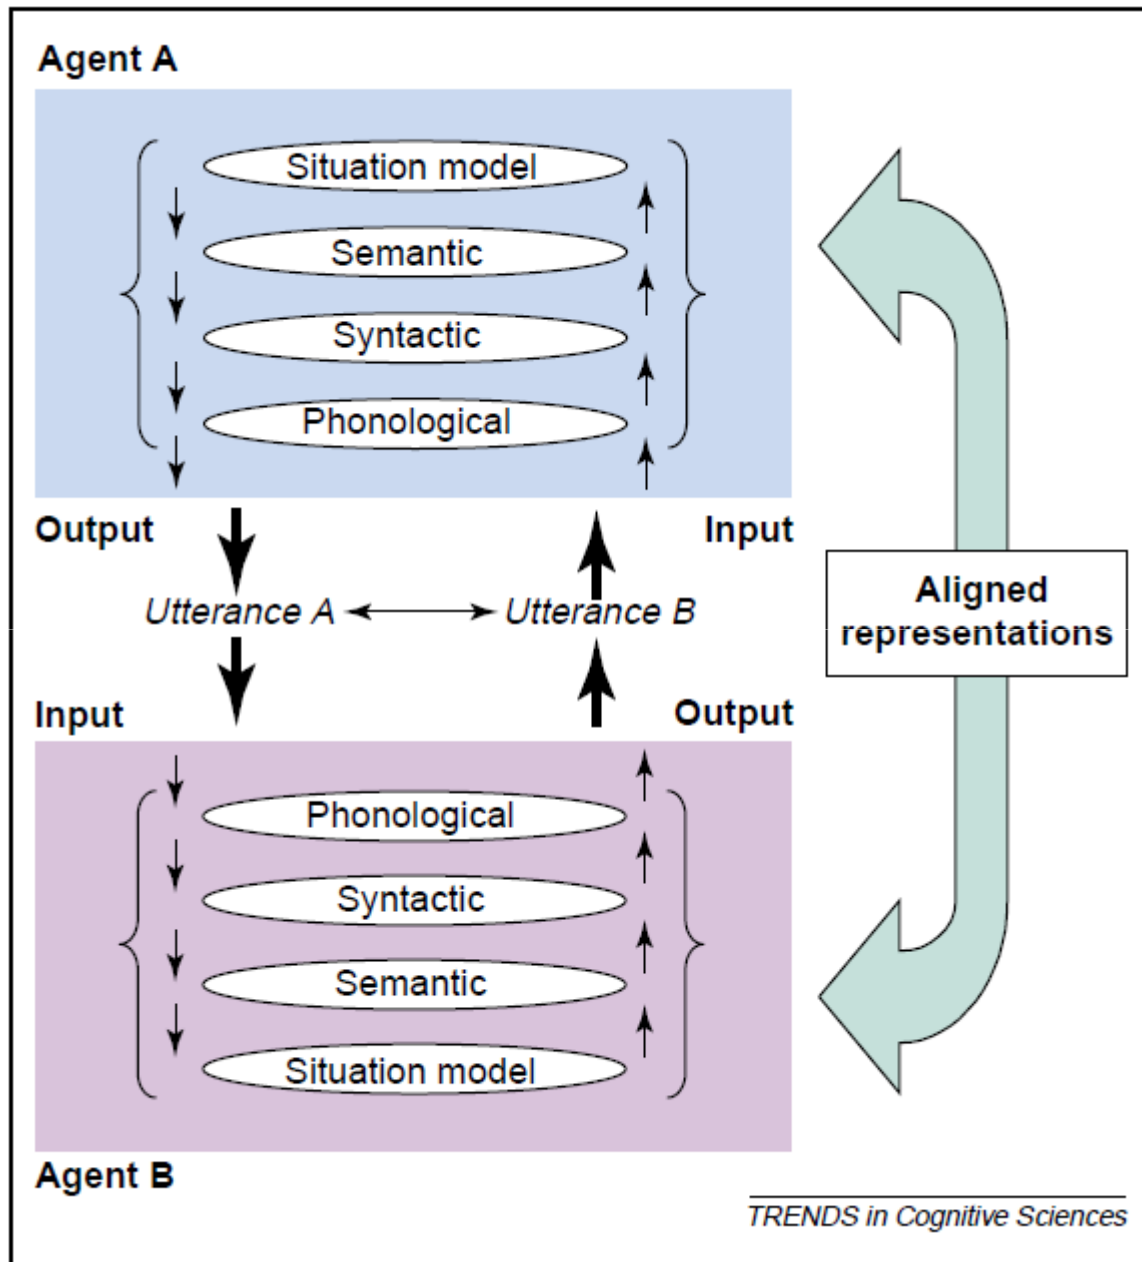 Agent A
Situation model
Semantic
Syntactic
Phonological
Output
Input
Utterance A
Utterance B
Aligned
representations
Input
Output
Phonological
Syntactic
Semantic
Situation model
Agent B
TRENDS in Cognitive Sciences